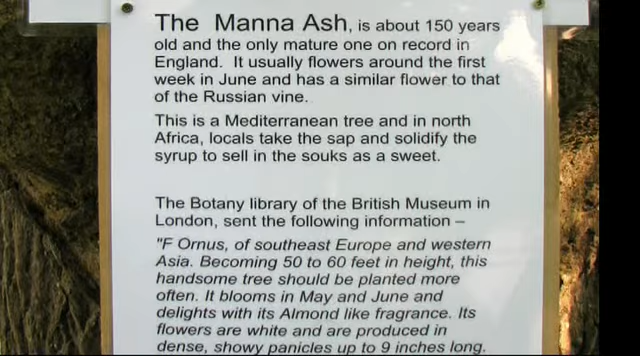 The Manna Ash, is about 150 years
old and the only mature one on record in
England. It usually flowers around the first
week in June and has a similar flower to that
of the Russian vine.
This is a Mediterranean tree and in north
Africa, locals take the sap and solidify the
syrup to sell in the souks as a sweet.
The Botany library of the British Museum in
London, sent the following information –
"F Ornus, of southeast Europe and western
Asia. Becoming 50 to 60 feet in height, this
handsome tree should be planted more
often. It blooms in May and June and
delights with its Almond like fragrance. Its
flowers are white and are produced in
dense, showy panicles up to 9 inches long.